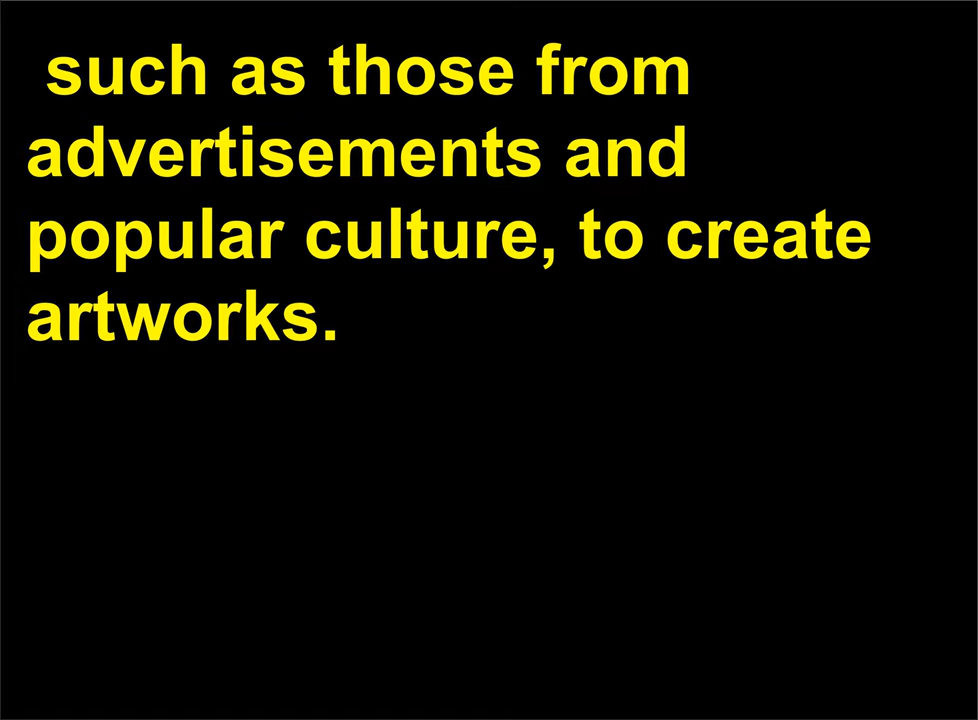 such as those from
advertisements and
popular culture, to create
artworks.